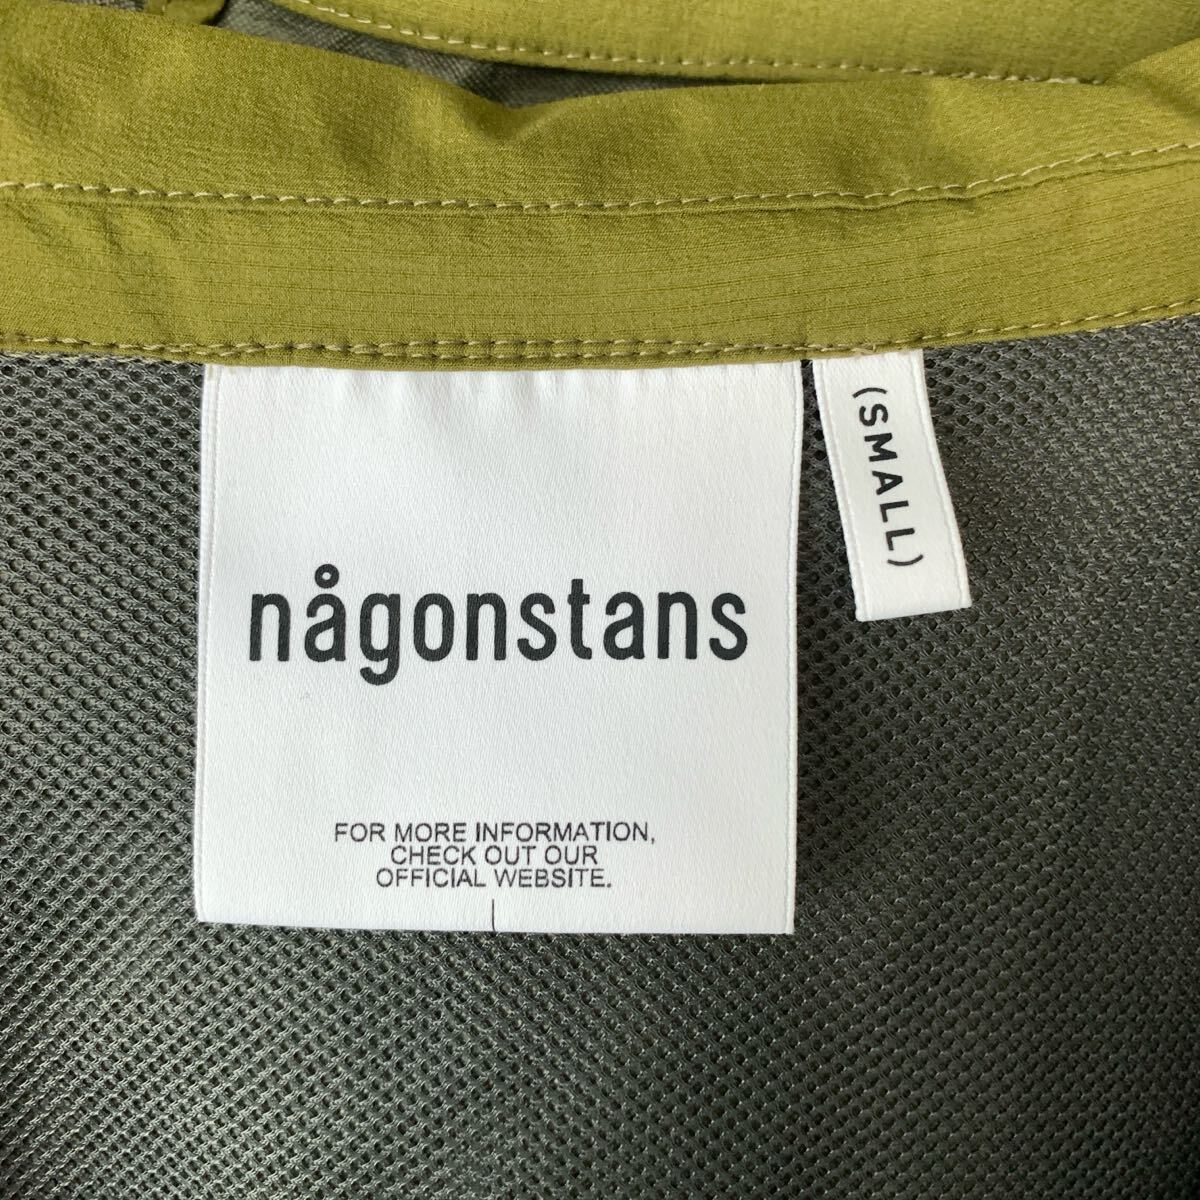 någonstans
FOR MORE INFORMATION,
CHECK OUT OUR
OFFICIAL WEBSITE.
(SMALL)